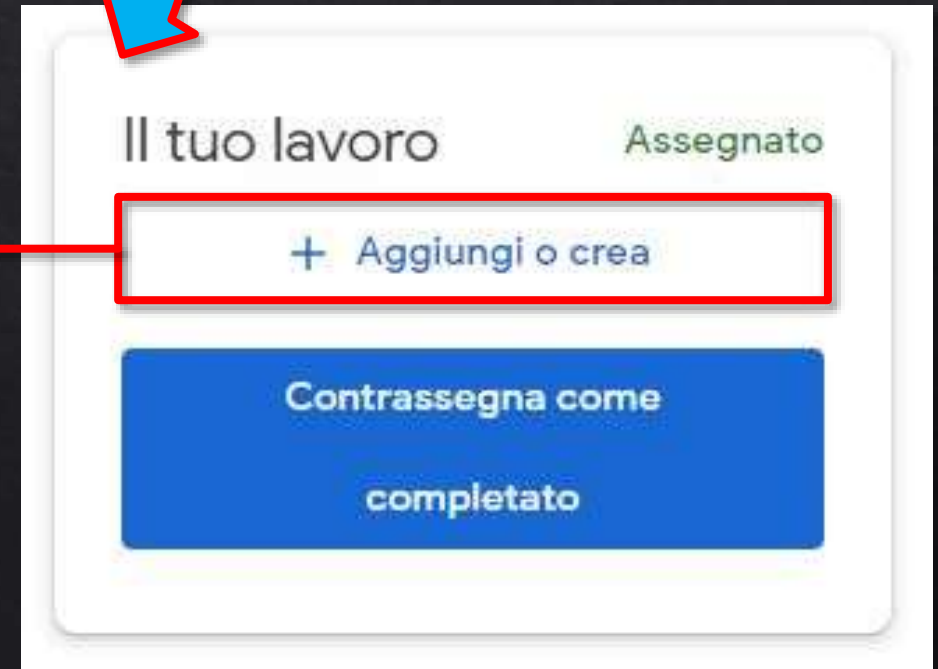 Il tuo lavoro Assegnato
+ Aggiungi o crea
Contrassegna come
completato